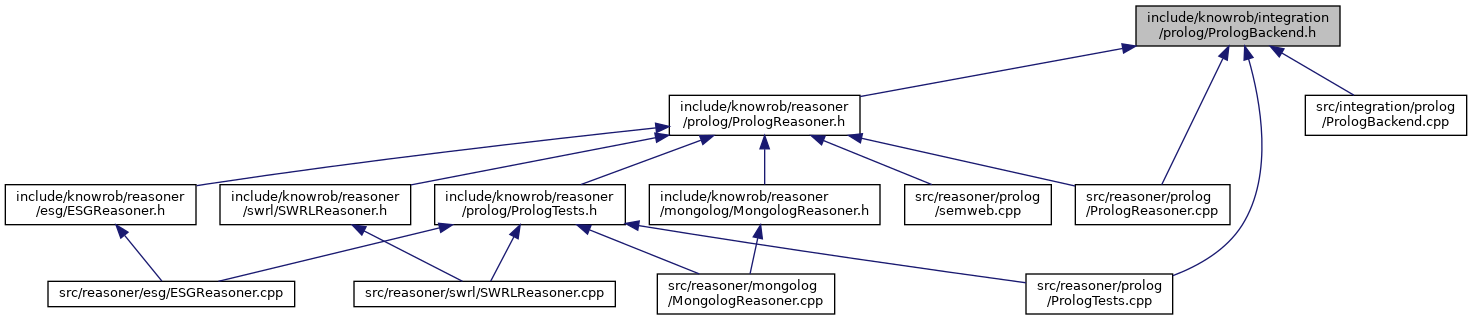 include/knowrob/integration
/prolog/PrologBackend.h
include/knowrob/reasoner
/prolog/PrologReasoner.h
src/integration/prolog
/PrologBackend.cpp
include/knowrob/reasoner
/esg/ESGReasoner.h
include/knowrob/reasoner
/swrl/SWRLReasoner.h
include/knowrob/reasoner
/prolog/PrologTests.h
include/knowrob/reasoner
/mongolog/MongologReasoner.h
src/reasoner/prolog
/semweb.cpp
src/reasoner/prolog
/PrologReasoner.cpp
src/reasoner/esg/ESGReasoner.cpp
src/reasoner/swrl/SWRLReasoner.cpp
src/reasoner/mongolog
/MongologReasoner.cpp
src/reasoner/prolog
/PrologTests.cpp